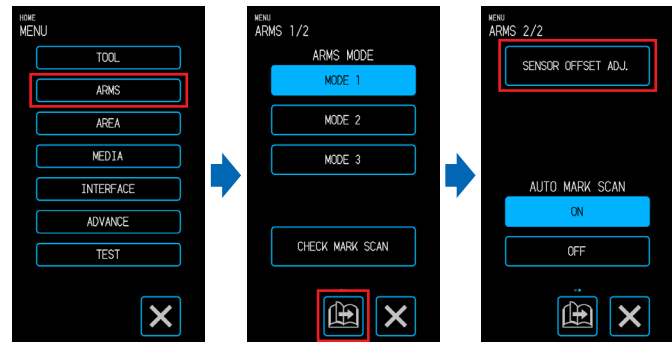 HOME
MENU
TOOL
ARMS
AREA
MEDIA
INTERFACE
ADVANCE
TEST
MENU
ARMS 1/2
ARMS MODE
MODE 1
MODE 2
MODE 3
CHECK MARK SCAN
MENU
ARMS 2/2
SENSOR OFFSET ADJ.
AUTO MARK SCAN
ON
OFF